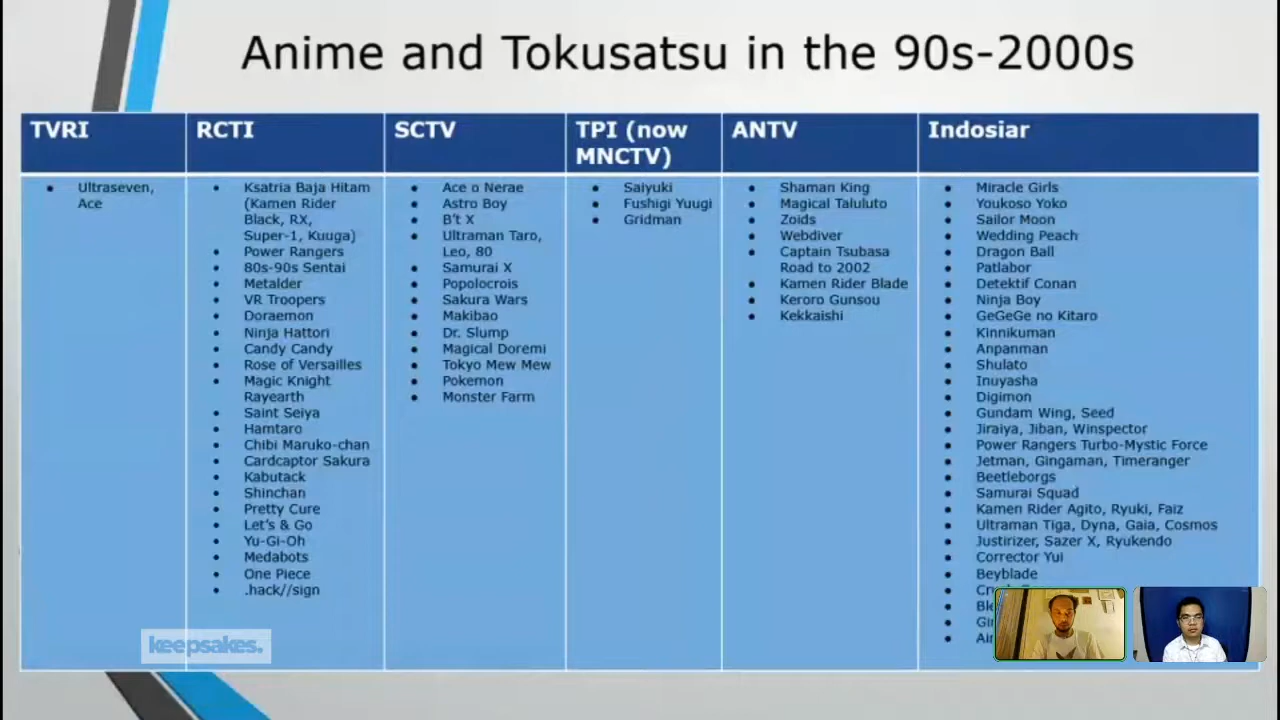 Anime and Tokusatsu in the 90s-2000s
TVRI
RCTI
SCTV
TPI (now
MNCTV)
ANTV
Indosiar
Ultraseven,
Ace
Ksatria Baja Hitam
(Kamen Rider
Black, RX,
Super-1, Kuuga)
Power Rangers
80s-90s Sentai
Metalder
VR Troopers
Doraemon
Ninja Hattori
Candy Candy
Rose of Versailles
Magic Knight
Rayearth
Saint Seiya
Hamtaro
Chibi Maruko-chan
Cardcaptor Sakura
Kabutack
Shinchan
Pretty Cure
Let's & Go
Yu-Gi-Oh
Medabots
One Piece
.hack//sign
Ace o Nerae
Astro Boy
B't X
Ultraman Taro,
Leo, 80
Samurai X
Popolocrois
Sakura Wars
Makibao
Dr. Slump
Magical Doremi
Tokyo Mew Mew
Pokemon
Monster Farm
Saiyuki
Fushigi Yuugi
Gridman
Shaman King
Magical Taluluto
Zoids
Webdiver
Captain Tsubasa
Road to 2002
Kamen Rider Blade
Keroro Gunsou
Kekkaishi
Miracle Girls
Youkoso Yoko
Sailor Moon
Wedding Peach
Dragon Ball
Patlabor
Detektif Conan
Ninja Boy
GeGeGe no Kitaro
Kinnikuman
Anpanman
Shulato
Inuyasha
Digimon
Gundam Wing, Seed
Jiraiya, Jiban, Winspector
Power Rangers Turbo-Mystic Force
Jetman, Gingaman, Timeranger
Beetleborgs
Samurai Squad
Kamen Rider Agito, Ryuki, Faiz
Ultraman Tiga, Dyna, Gaia, Cosmos
Justirizer, Sazer X, Ryukendo
Corrector Yui
Beyblade
keepsakes.